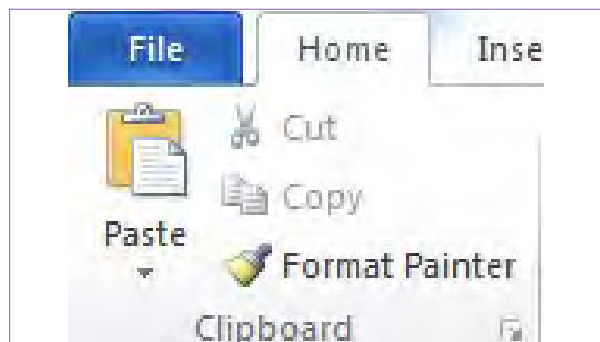 File Home Inse
Cut
Copy
Paste
Format Painter
Clipboard